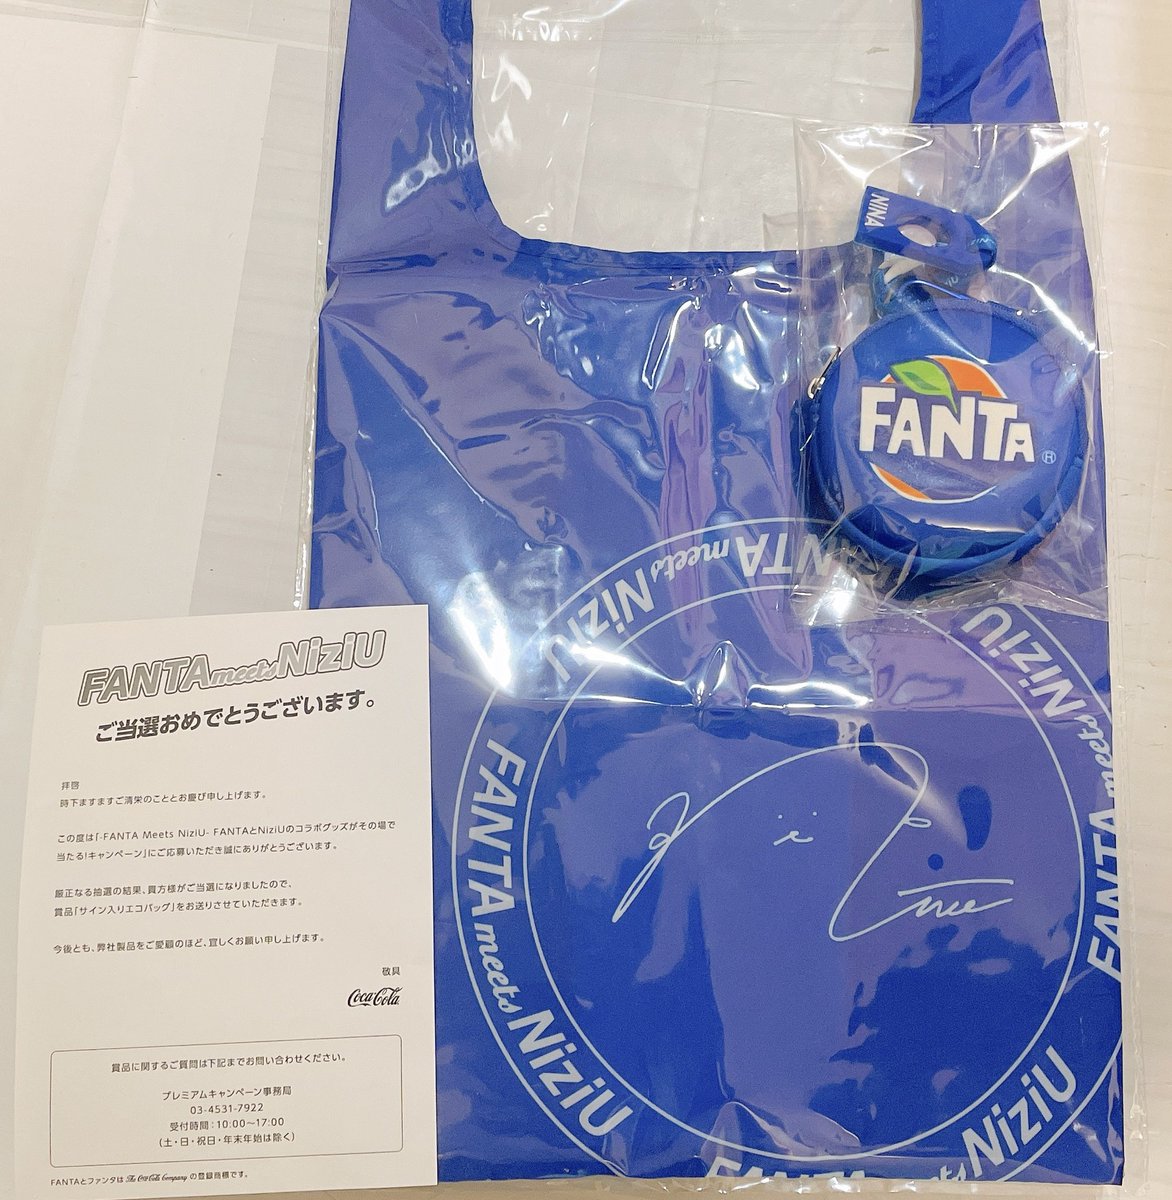 NINA
FANTA
®
FANTA meets NiziU
FANTA meets NiziU
FANTA meets NiziU
FANTA meets NiziU
FANTA meets NiziU
ご当選おめでとうございます。
拝啓
時下ますますご清栄のこととお慶び申し上げます。
この度は「-FANTA Meets NiziU- FANTAとNiziUのコラボグッズがその場で
当たる!キャンペーン」にご応募いただき誠にありがとうございます。
厳正なる抽選の結果、貴方様がご当選になりましたので、
賞品「サイン入りエコバッグ」をお送りさせていただきます。
今後とも、弊社製品をご愛顧のほど、宜しくお願い申し上げます。
敬具
Coca-Cola
賞品に関するご質問は下記までお問い合わせください。
プレミアムキャンペーン事務局
03-4531-7922
受付時間:10:00～17:00
(土・日・祝日・年末年始は除く)
FANTAとファンタは The Coca-Cola Company の登録商標です。